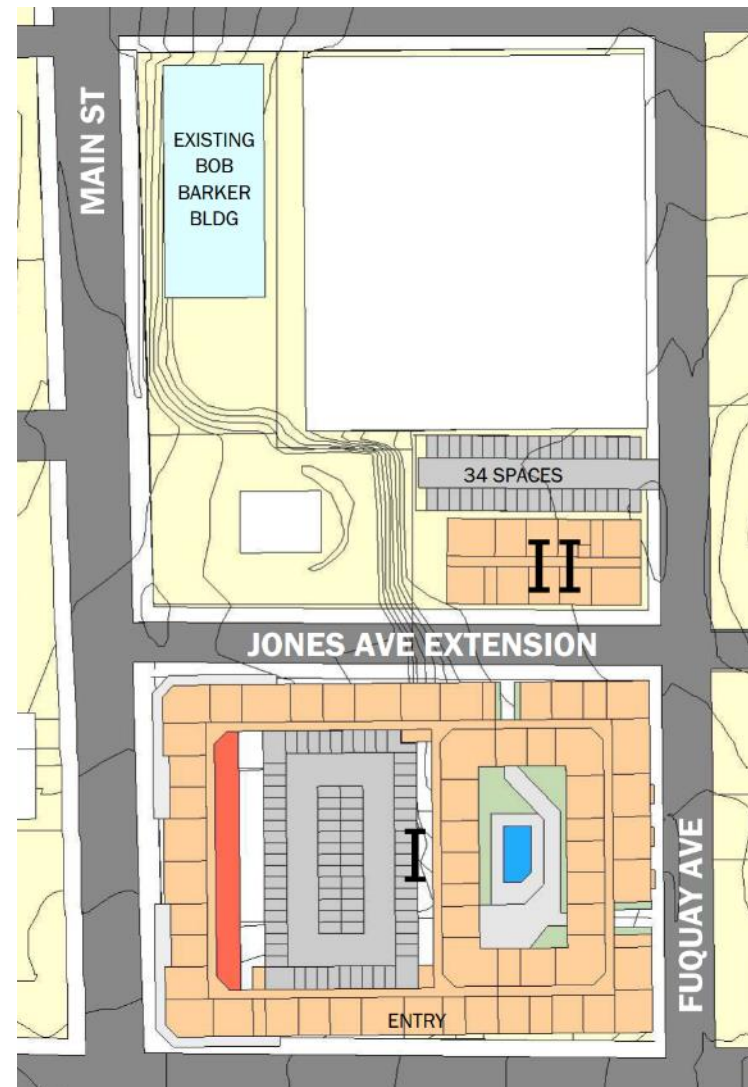 MAIN ST
EXISTING
BOB
BARKER
BLDG
34 SPACES
II
JONES AVE EXTENSION
I
FUQUAY AVE
ENTRY